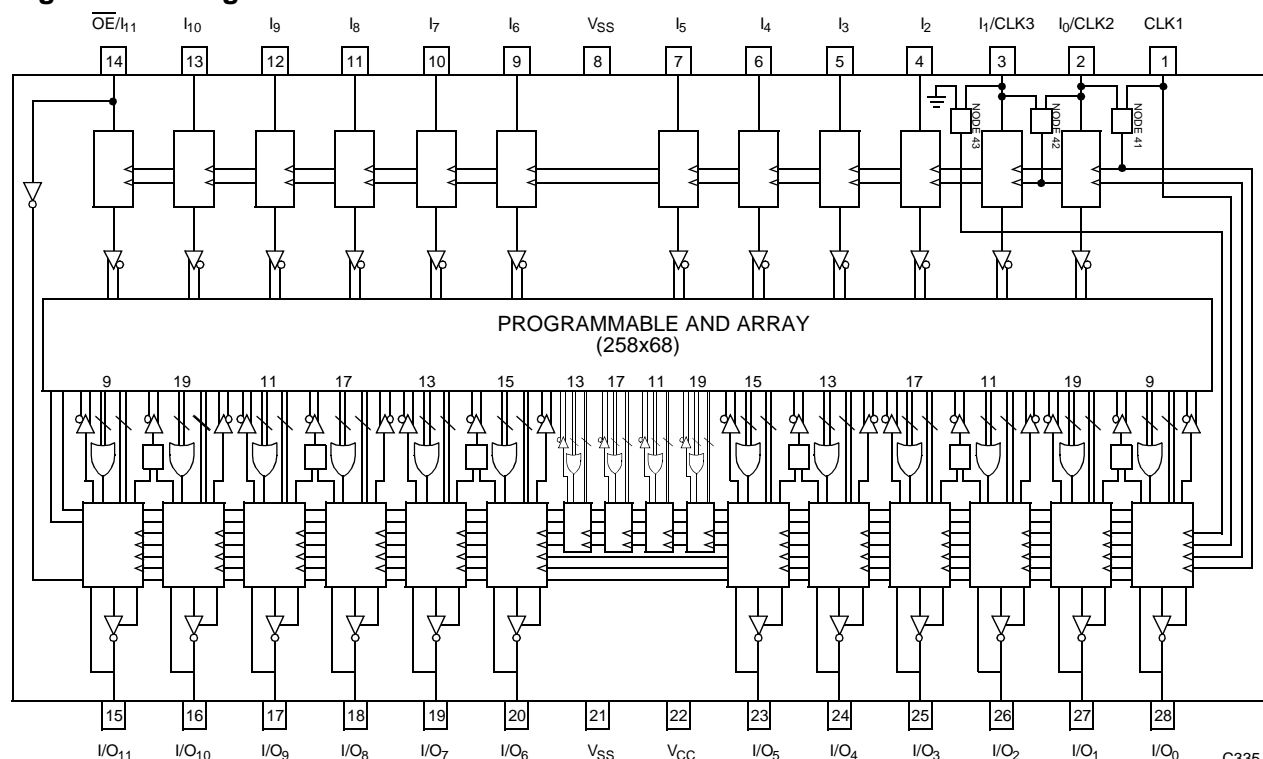 OE/I11 I10 I9 I8 I7 I6 VSS I5 I4 I3 I2 I1/CLK3 I0/CLK2 CLK1
14 13 12 11 10 9 8 7 6 5 4 3 2 1
NODE 43 NODE 42 NODE 41
PROGRAMMABLE AND ARRAY
(258x68)
9 19 11 17 13 15 13 17 11 19 15 13 17 11 19 9
15 16 17 18 19 20 21 22 23 24 25 26 27 28
I/O11 I/O10 I/O9 I/O8 I/O7 I/O6 VSS VCC I/O5 I/O4 I/O3 I/O2 I/O1 I/O0